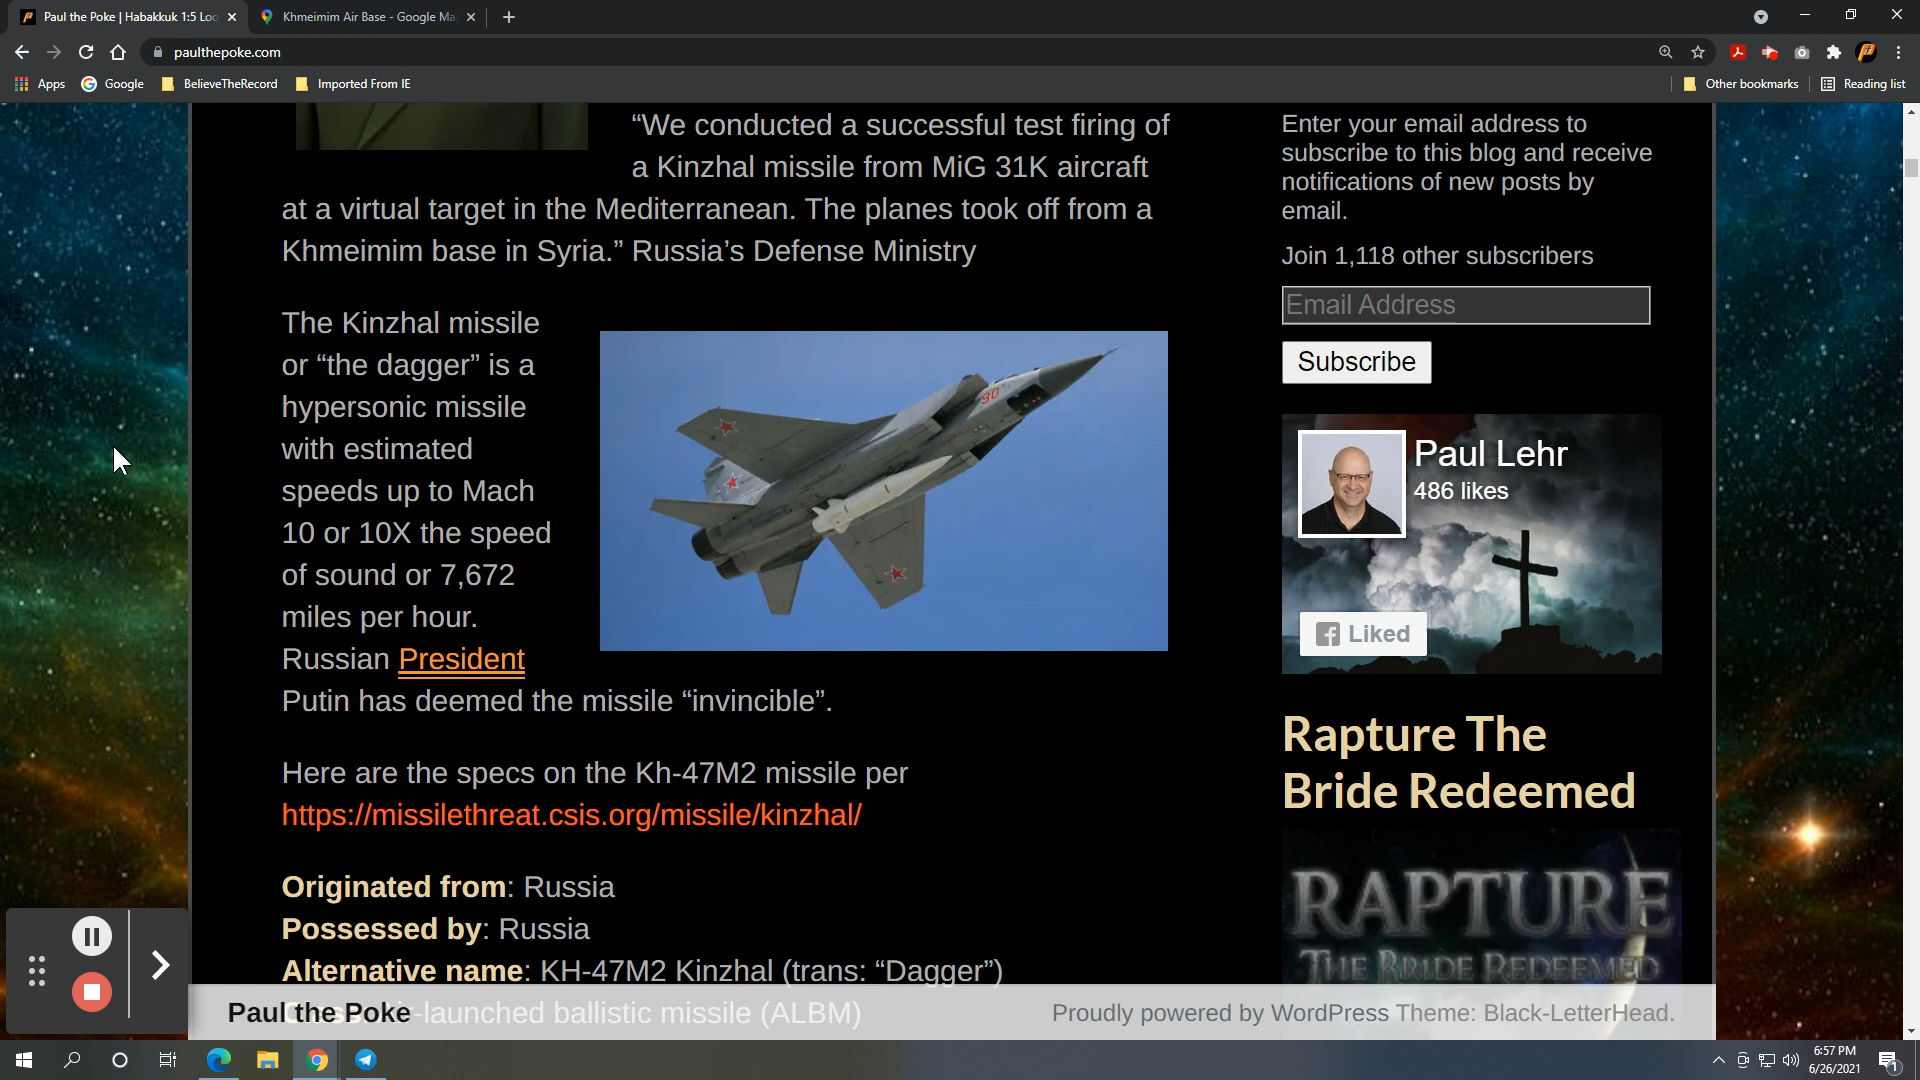 Paul the Poke | Habakkuk 1:5 Loo
Khmeimim Air Base - Google Ma
paulthepoke.com
Apps
Google
BelieveTheRecord
Imported From IE
Other bookmarks
Reading list
“We conducted a successful test firing of
a Kinzhal missile from MiG 31K aircraft
at a virtual target in the Mediterranean. The planes took off from a
Khmeimim base in Syria.” Russia’s Defense Ministry
The Kinzhal missile
or “the dagger” is a
hypersonic missile
with estimated
speeds up to Mach
10 or 10X the speed
of sound or 7,672
miles per hour.
Russian President
Putin has deemed the missile “invincible”.
90
Here are the specs on the Kh-47M2 missile per
https://missilethreat.csis.org/missile/kinzhal/
Originated from: Russia
Possessed by: Russia
Alternative name: KH-47M2 Kinzhal (trans: “Dagger”)
-launched ballistic missile (ALBM)
Enter your email address to
subscribe to this blog and receive
notifications of new posts by
email.
Join 1,118 other subscribers
Email Address
Subscribe
Paul Lehr
486 likes
Liked
Rapture The
Bride Redeemed
RAPTURE
THE BRIDE REDEEMED
Paul the Poke
Proudly powered by WordPress Theme: Black-LetterHead.
6:57 PM
6/26/2021
1